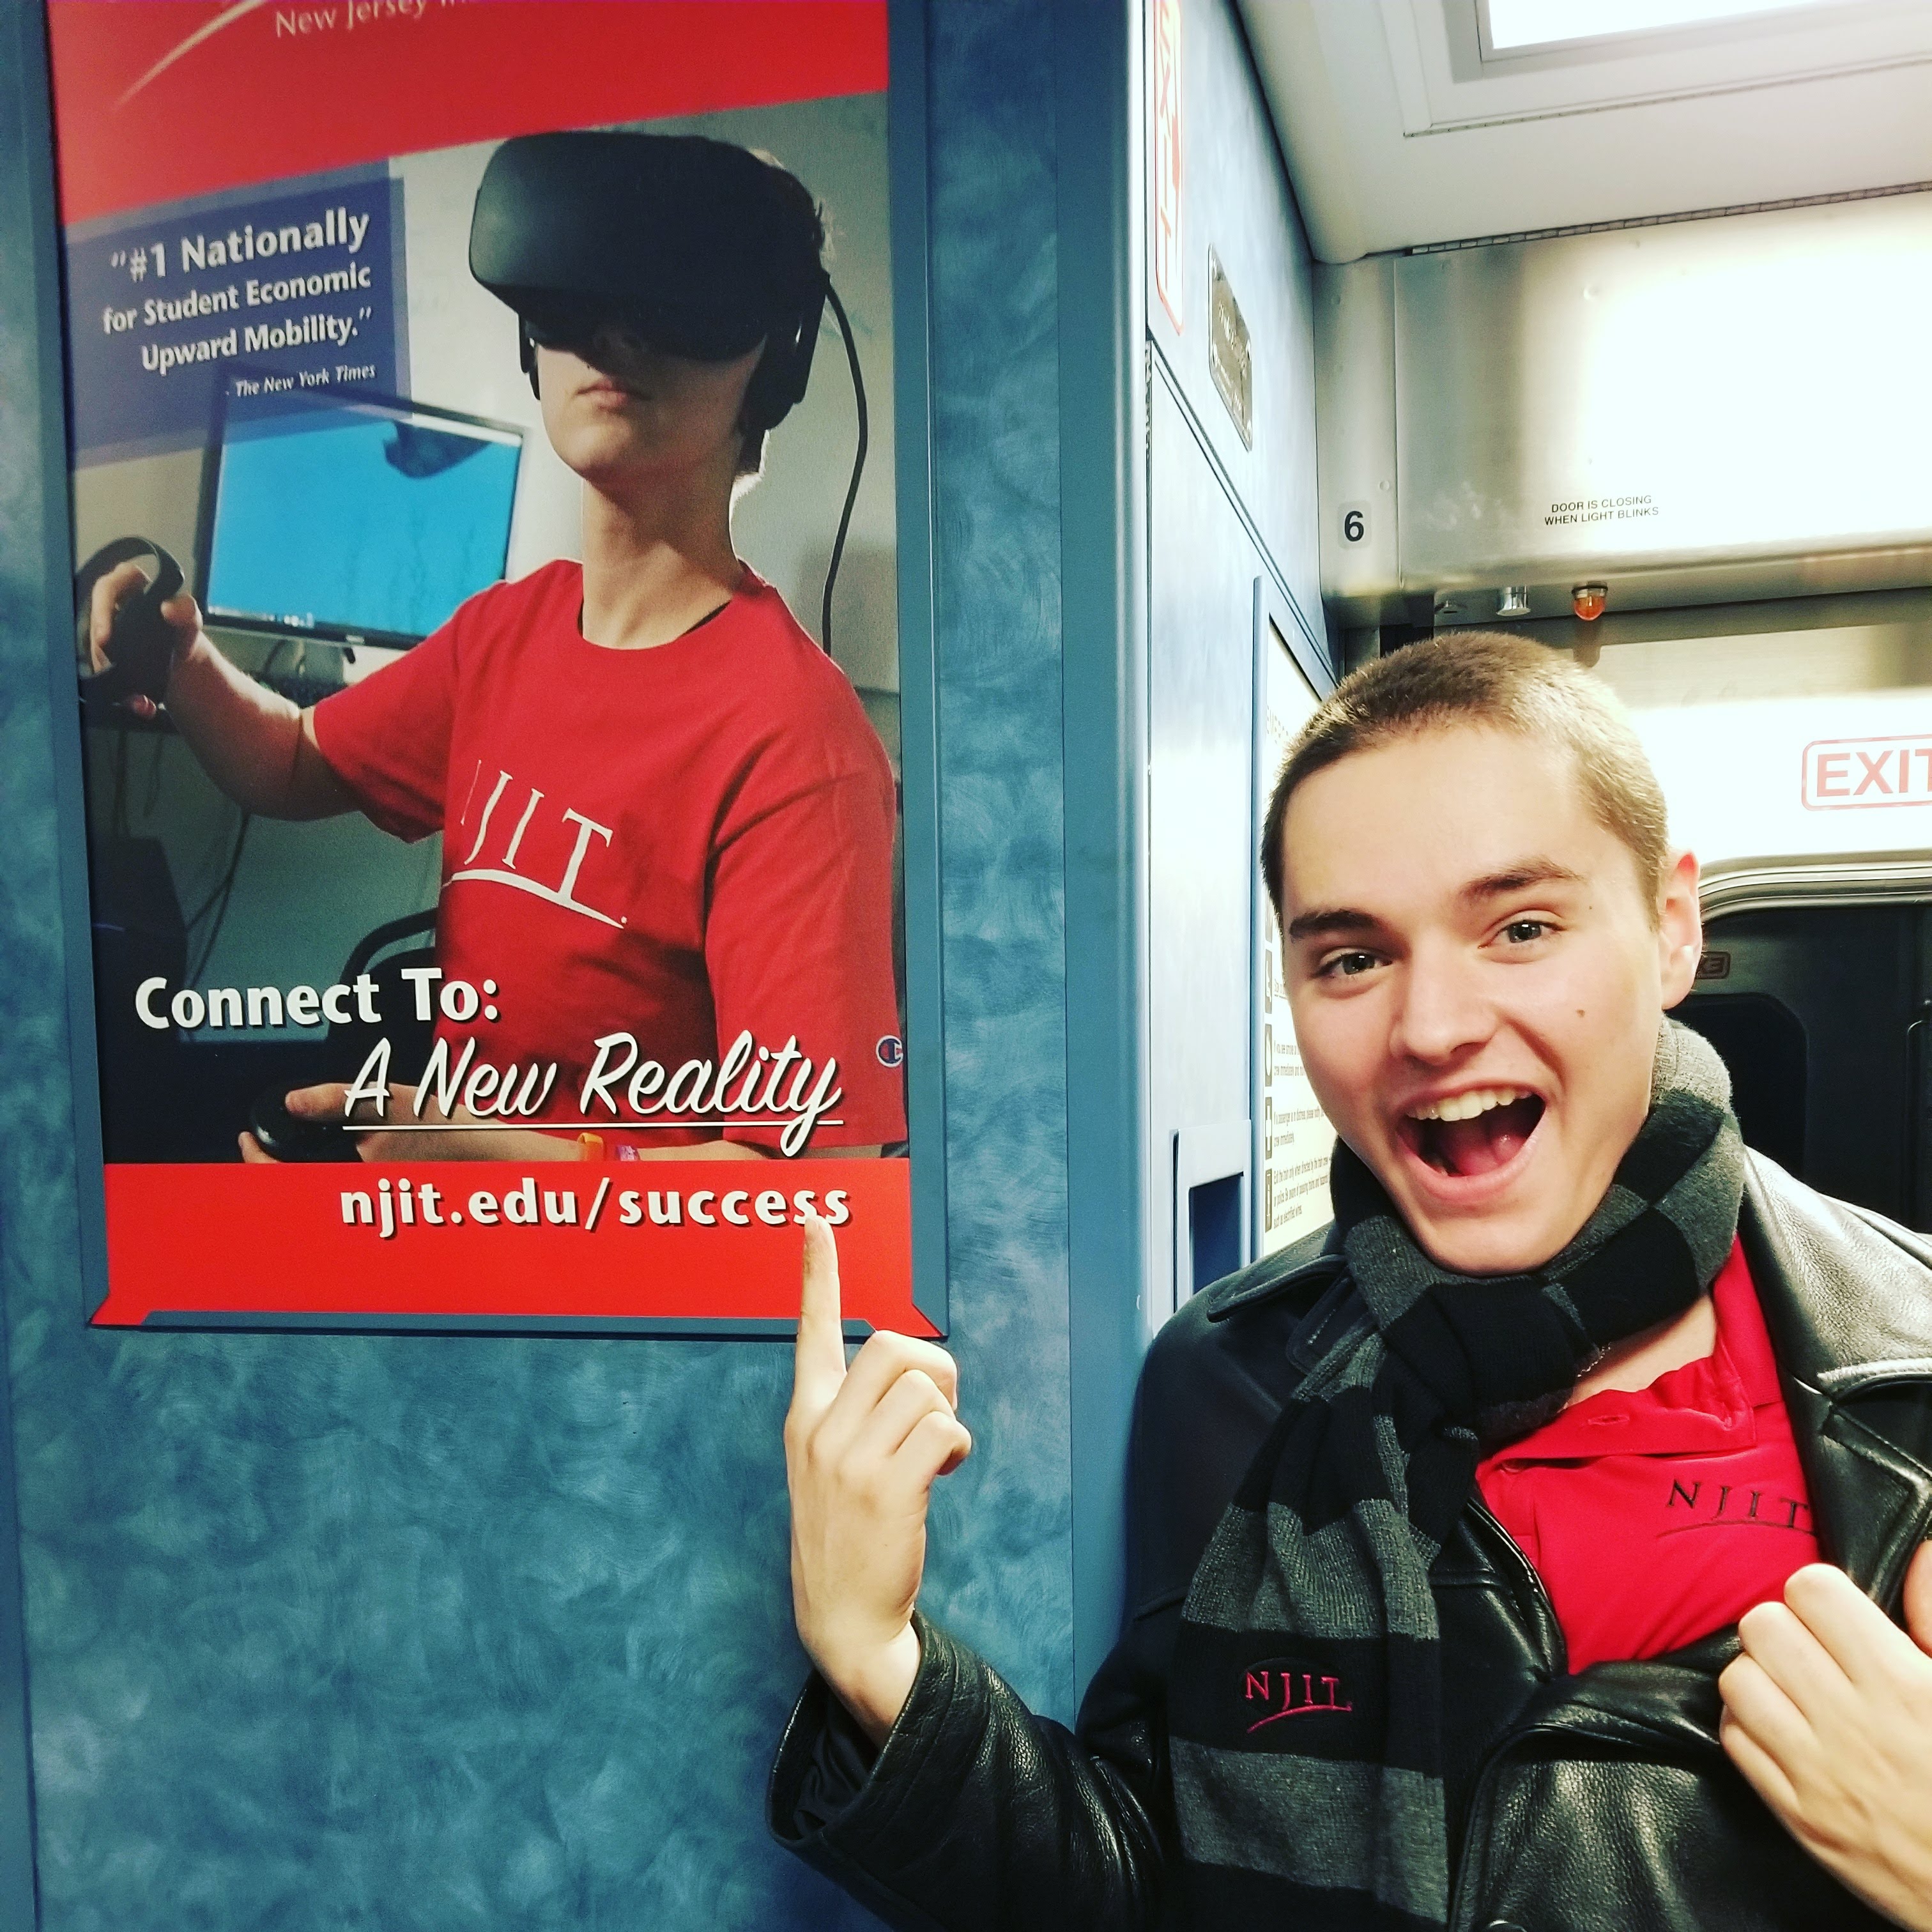 New Jersey
"#1 Nationally
for Student Economic
Upward Mobility."
- The New York Times
NJIT.
Connect To:
A New Reality
njit.edu/success
EXIT
6
DOOR IS CLOSING
WHEN LIGHT BLINKS
EXIT
NJIT
NJIT.